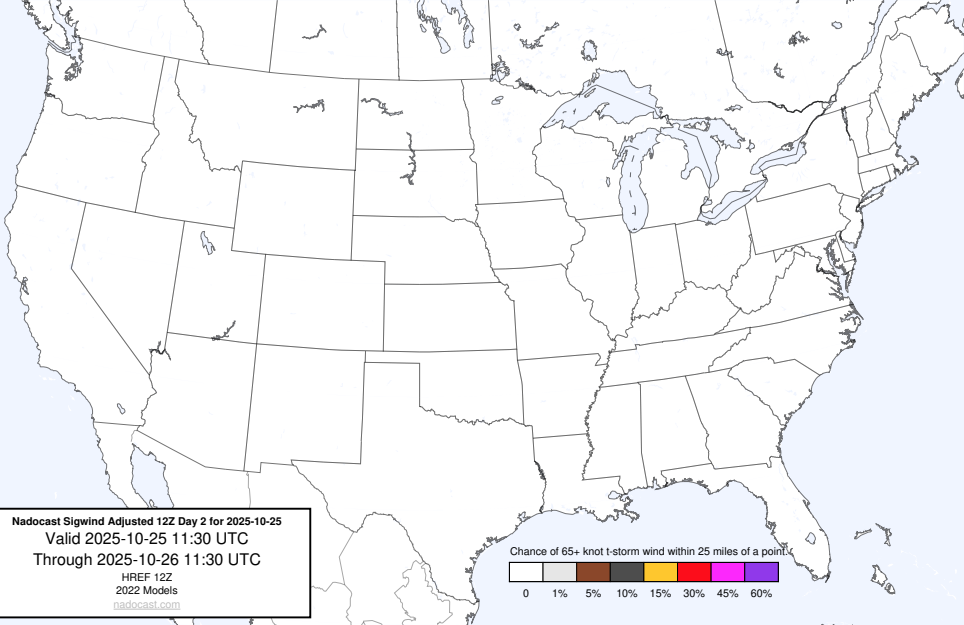 Nadocast Sigwind Adjusted 12Z Day 2 for 2025-10-25
Valid 2025-10-25 11:30 UTC
Through 2025-10-26 11:30 UTC
HREF 12Z
2022 Models
nadocast.com
Chance of 65+ knot t-storm wind within 25 miles of a point.
0 1% 5% 10% 15% 30% 45% 60%